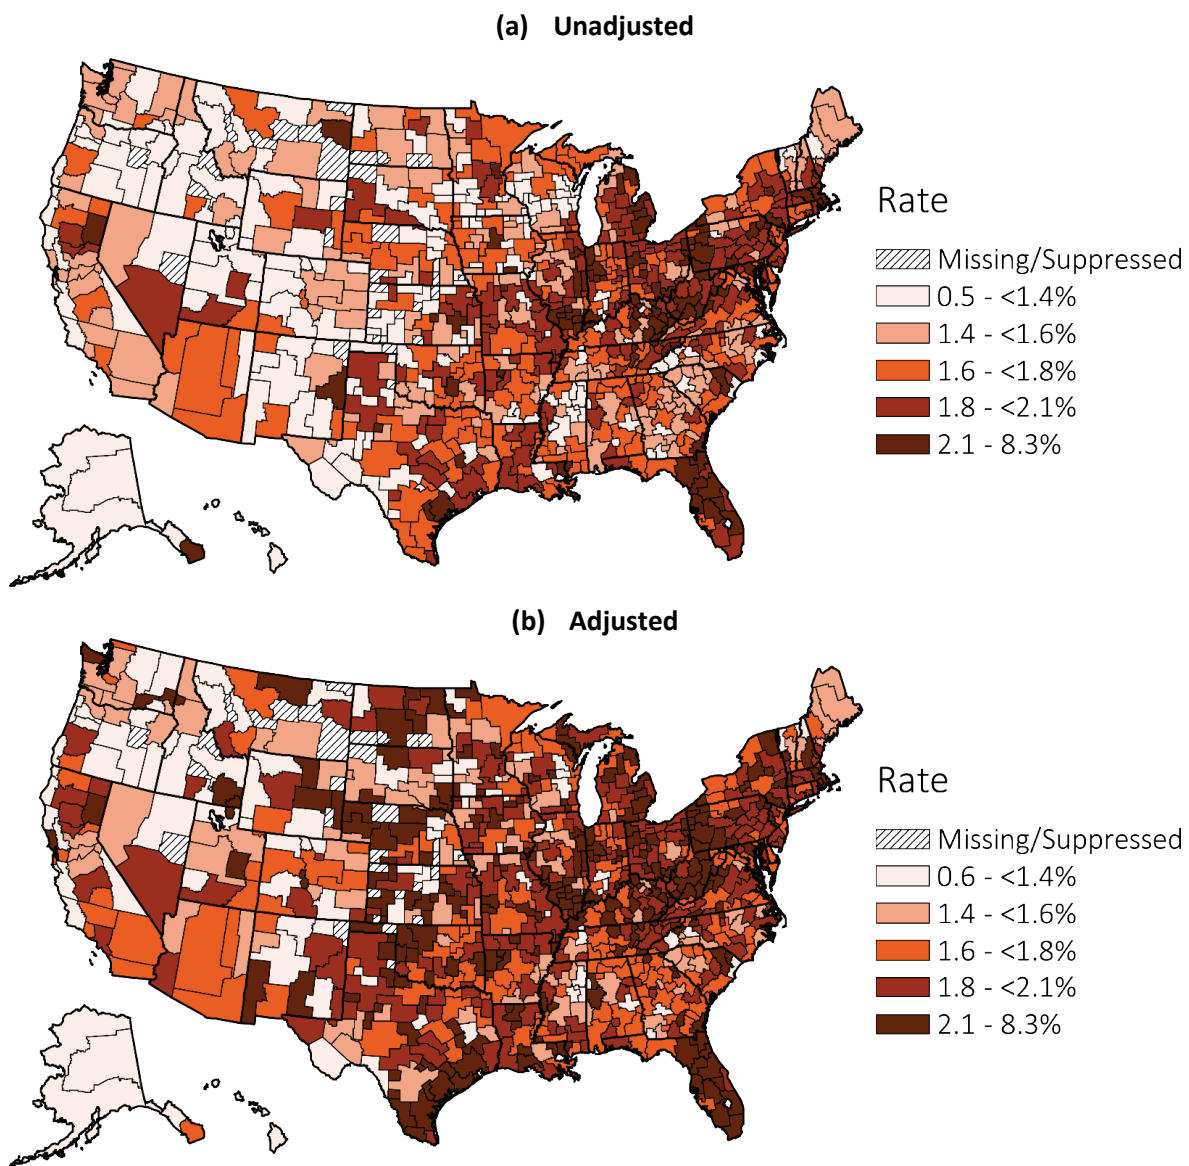 (a) Unadjusted
Rate
Missing/Suppressed
0.5 - <1.4%
1.4 - <1.6%
1.6 - <1.8%
1.8 - <2.1%
2.1 - 8.3%
(b) Adjusted
Rate
Missing/Suppressed
0.6 - <1.4%
1.4 - <1.6%
1.6 - <1.8%
1.8 - <2.1%
2.1 - 8.3%